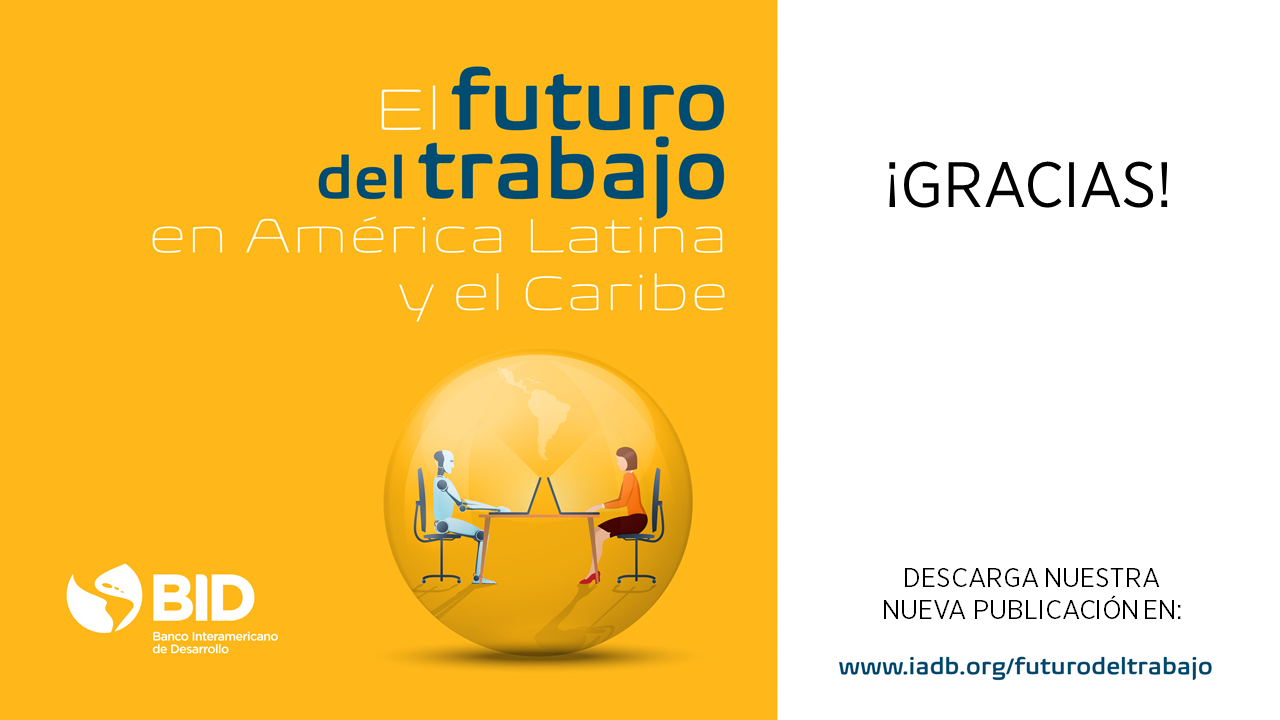 El futuro
del trabajo
en América Latina
y el Caribe
BID
Banco Interamericano
de Desarrollo
¡GRACIAS!
DESCARGA NUESTRA
NUEVA PUBLICACIÓN EN:
www.iadb.org/futurodeltrabajo